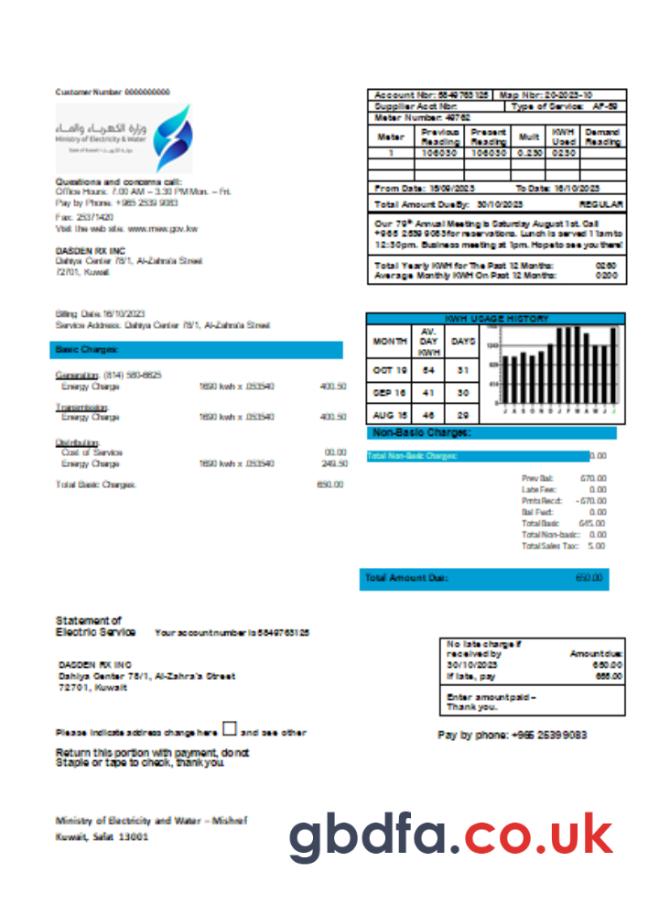 Customer Number 0000000000
وزارة الكهرباء والماء
Ministry of Electricity & Water
Questions and concerns call:
Office Hours: 7.00 AM – 3.30 PM Mon. – Fri.
Pay by Phone: +965 2539 9083
Fax: 25371420
Visit the web site: www.mew.gov.kw
DASDEN RX INC
Dahiya Center 78/1, Al-Zahra'a Street
72701, Kuwait
Billing Date: 16/10/2023
Service Address: Dahiya Center 78/1, Al-Zahra'a Street
Basic Charges:
Generation: (814) 580-6625
Energy Charge 1690 kwh x .053540 400.50
Transmission:
Energy Charge 1690 kwh x .053540 400.50
Distribution:
Cost of Service 00.00
Energy Charge 1690 kwh x .053540 249.50
Total Basic Charges: 650.00
Account Nbr: 5849763125 Map Nbr: 20-2023-10
Supplier Acct Nbr: Type of Service: AF-59
Meter Number: 49762
Meter Previous Reading Present Reading Mult KWH Used Demand Reading
1 106030 106030 0.230 0230
From Date: 15/09/2023 To Date: 16/10/2023
Total Amount Due By: 30/10/2023 REGULAR
Our 79th Annual Meeting is Saturday August 1st. Call
+965 2539 9083 for reservations. Lunch is served 11am to
12:30pm. Business meeting at 1pm. Hope to see you there!
Total Yearly KWH for The Past 12 Months: 0260
Average Monthly KWH On Past 12 Months: 0200
KWH USAGE HISTORY
MONTH AV. DAY KWH DAYS
OCT 19 54 31
SEP 16 41 30
AUG 15 46 29
J A S O N D J F M A M J J
Non-Basic Charges:
Total Non-Basic Charges: 0.00
Prev Bal: 670.00
Late Fee: 0.00
Pmts Recd: -670.00
Bal Fwd: 0.00
Total Basic 645.00
Total Non-basic: 0.00
Total Sales Tax: 5.00
Total Amount Due: 650.00
Statement of
Electric Service Your account number is 5849763125
DASDEN RX INC
Dahiya Center 78/1, Al-Zahra'a Street
72701, Kuwait
No late charge if
received by Amount due:
30/10/2023 650.00
If late, pay 655.00
Enter amount paid –
Thank you.
Please indicate address change here and see other
Pay by phone: +965 25399083
Return this portion with payment, do not
Staple or tape to check, thank you.
Ministry of Electricity and Water – Mishref
Kuwait, Safat 13001
gbdfa.co.uk